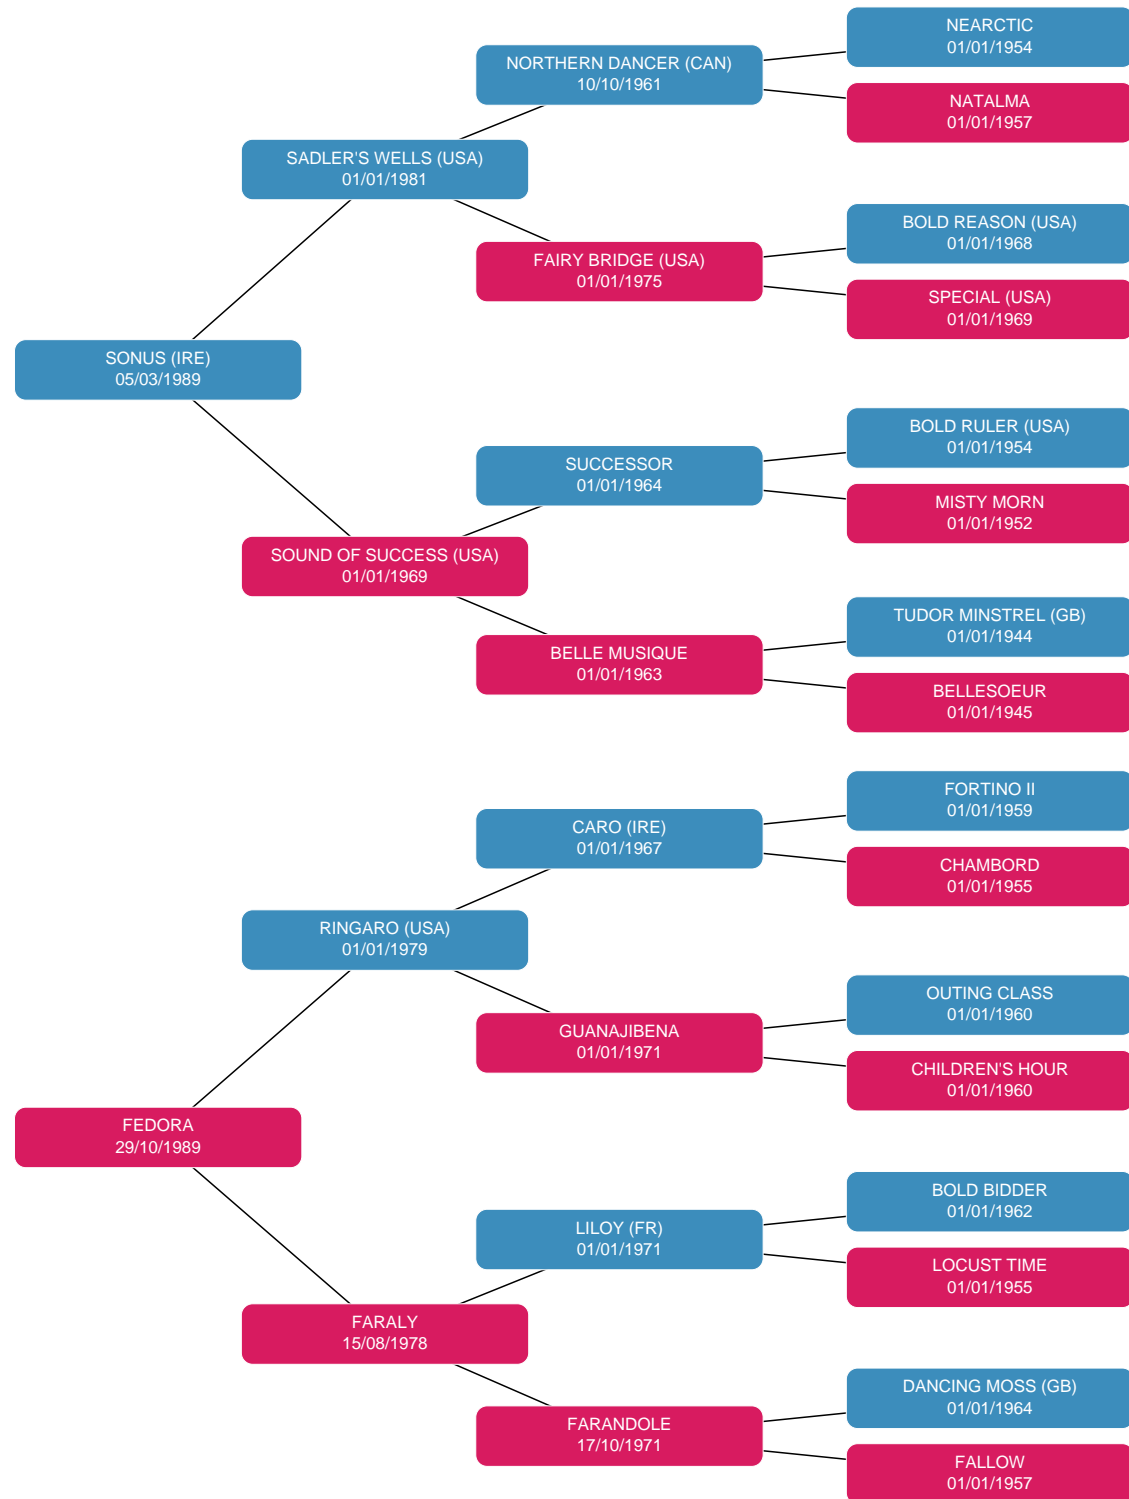 NEARCTIC
01/01/1954
NORTHERN DANCER (CAN)
10/10/1961
NATALMA
01/01/1957
SADLER'S WELLS (USA)
01/01/1981
BOLD REASON (USA)
01/01/1968
FAIRY BRIDGE (USA)
01/01/1975
SPECIAL (USA)
01/01/1969
SONUS (IRE)
05/03/1989
BOLD RULER (USA)
01/01/1954
SUCCESSOR
01/01/1964
MISTY MORN
01/01/1952
SOUND OF SUCCESS (USA)
01/01/1969
TUDOR MINSTREL (GB)
01/01/1944
BELLE MUSIQUE
01/01/1963
BELLESOEUR
01/01/1945
FORTINO II
01/01/1959
CARO (IRE)
01/01/1967
CHAMBORD
01/01/1955
RINGARO (USA)
01/01/1979
OUTING CLASS
01/01/1960
GUANAJIBENA
01/01/1971
CHILDREN'S HOUR
01/01/1960
FEDORA
29/10/1989
BOLD BIDDER
01/01/1962
LILOY (FR)
01/01/1971
LOCUST TIME
01/01/1955
FARALY
15/08/1978
DANCING MOSS (GB)
01/01/1964
FARANDOLE
17/10/1971
FALLOW
01/01/1957